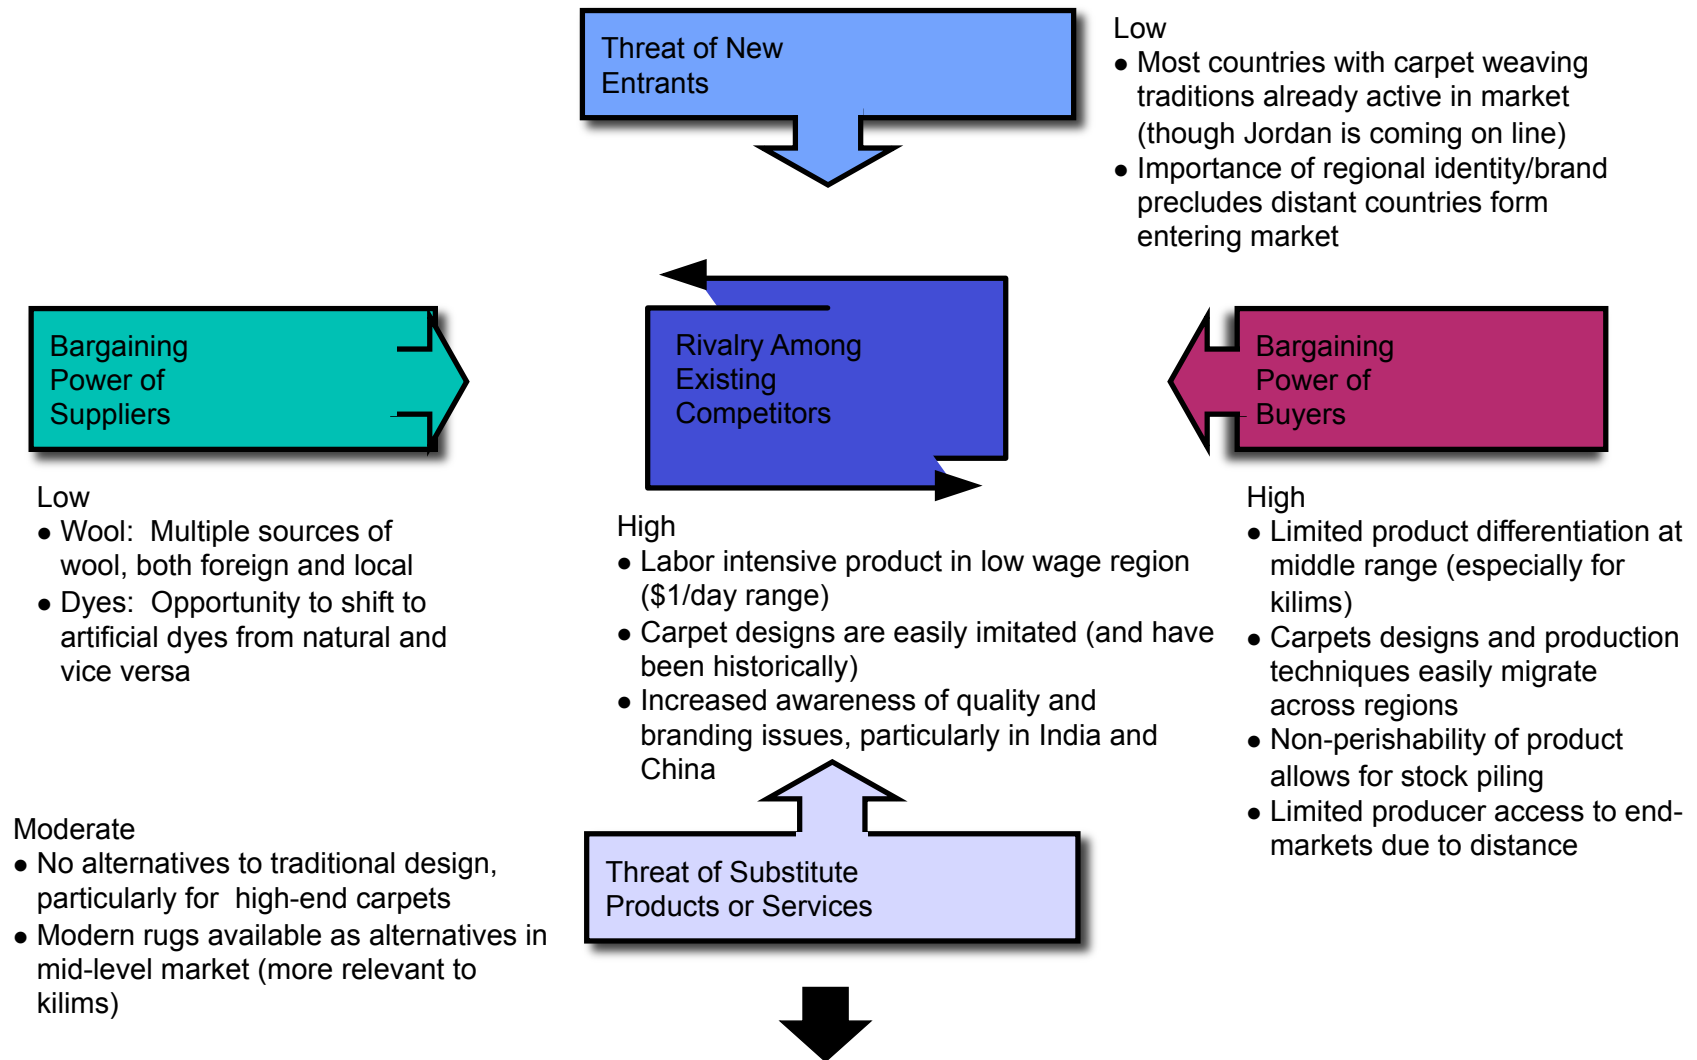 Threat of New
Entrants
Low
● Most countries with carpet weaving
traditions already active in market
(though Jordan is coming on line)
● Importance of regional identity/brand
precludes distant countries form
entering market
Bargaining
Power of
Suppliers
Low
● Wool:  Multiple sources of
wool, both foreign and local
● Dyes:  Opportunity to shift to
artificial dyes from natural and
vice versa
Rivalry Among
Existing
Competitors
High
● Labor intensive product in low wage region
($1/day range)
● Carpet designs are easily imitated (and have
been historically)
● Increased awareness of quality and
branding issues, particularly in India and
China
Bargaining
Power of
Buyers
High
● Limited product differentiation at
middle range (especially for
kilims)
● Carpets designs and production
techniques easily migrate
across regions
● Non-perishability of product
allows for stock piling
● Limited producer access to end-
markets due to distance
Moderate
● No alternatives to traditional design,
particularly for  high-end carpets
● Modern rugs available as alternatives in
mid-level market (more relevant to
kilims)
Threat of Substitute
Products or Services